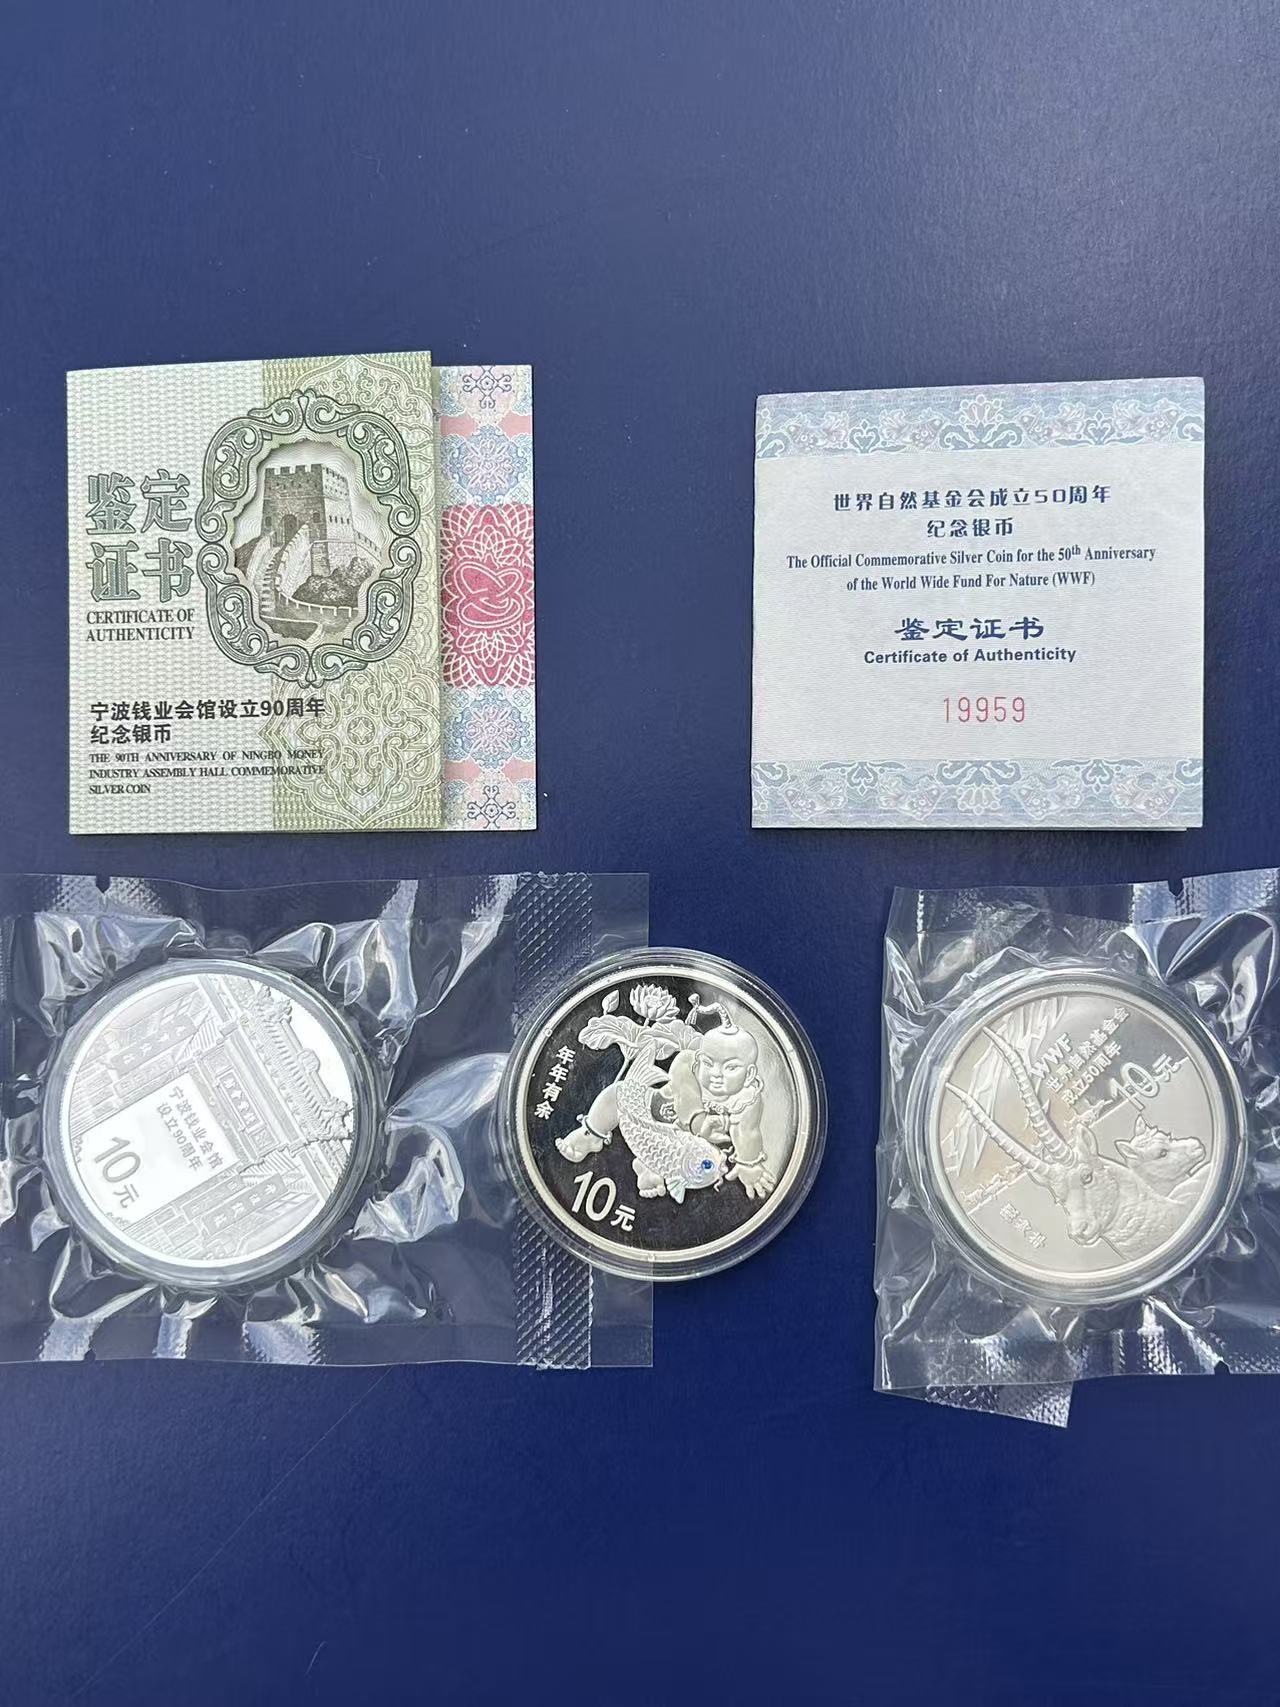 鉴定
证书
CERTIFICATE OF
AUTHENTICITY
宁波钱业会馆设立90周年
纪念银币
THE 90TH ANNIVERSARY OF NINGBO MONEY
INDUSTRY ASSEMBLY HALL COMMEMORATIVE
SILVER COIN
世界自然基金会成立50周年
纪念银币
The Official Commemorative Silver Coin for the 50th Anniversary
of the World Wide Fund For Nature (WWF)
鉴定证书
Certificate of Authenticity
19959
宁波钱业会馆
设立90周年
10元
年年有余
10元
WWF
世界自然基金会
成立50周年
10元